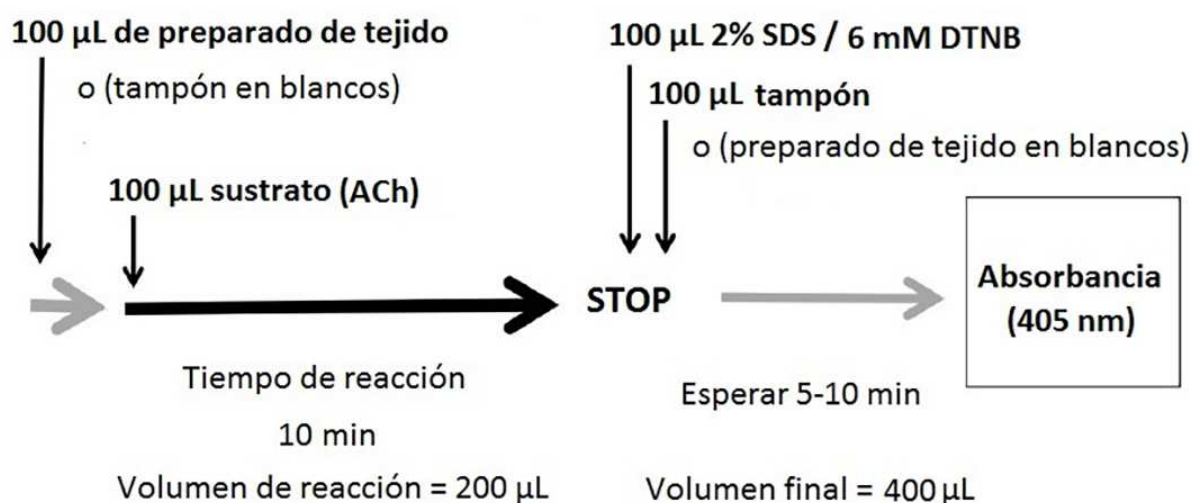 100 µL de preparado de tejido
o (tampón en blancos)
100 µL sustrato (ACh)
100 µL 2% SDS / 6 mM DTNB
100 µL tampón
o (preparado de tejido en blancos)
STOP
Absorbancia
(405 nm)
Tiempo de reacción
10 min
Volumen de reacción = 200 µL
Esperar 5-10 min
Volumen final = 400 µL